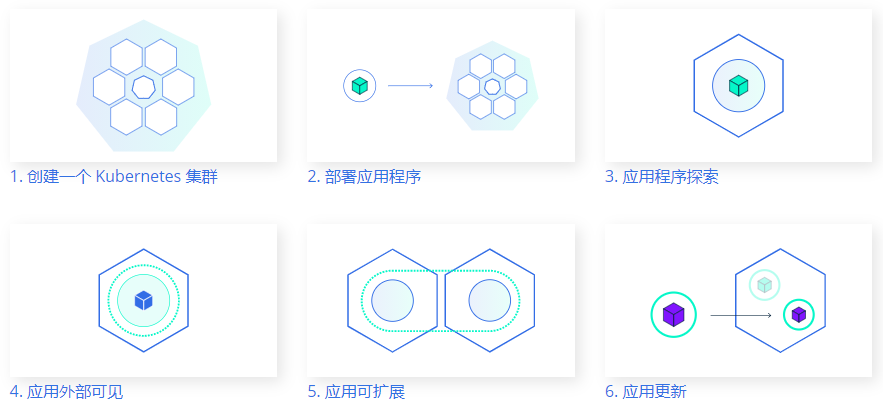 1. 创建一个 Kubernetes 集群
2. 部署应用程序
3. 应用程序探索
4. 应用外部可见
5. 应用可扩展
6. 应用更新